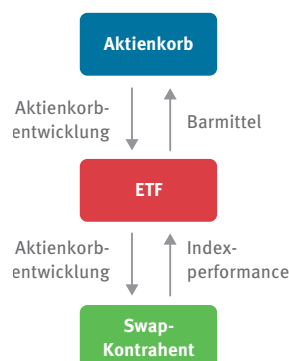 Aktienkorb
Aktienkorb-
entwicklung
Barmittel
ETF
Aktienkorb-
entwicklung
Index-
performance
Swap-
Kontrahent